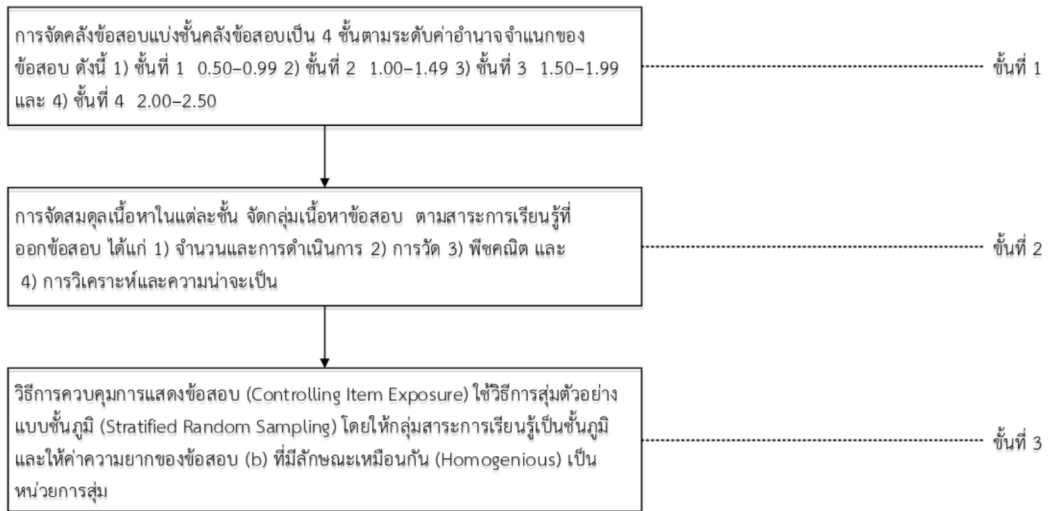 การจัดคลังข้อสอบแบ่งชั้นคลังข้อสอบเป็น 4 ชั้นตามระดับค่าอำนาจจำแนกของ
ข้อสอบ ดังนี้ 1) ชั้นที่ 1 0.50–0.99 2) ชั้นที่ 2 1.00–1.49 3) ชั้นที่ 3 1.50–1.99
และ 4) ชั้นที่ 4 2.00–2.50
ขั้นที่ 1
การจัดสมดุลเนื้อหาในแต่ละชั้น จัดกลุ่มเนื้อหาข้อสอบ ตามสาระการเรียนรู้ที่
ออกข้อสอบ ได้แก่ 1) จำนวนและการดำเนินการ 2) การวัด 3) พีชคณิต และ
4) การวิเคราะห์และความน่าจะเป็น
ขั้นที่ 2
วิธีการควบคุมการแสดงข้อสอบ (Controlling Item Exposure) ใช้วิธีการสุ่มตัวอย่าง
แบบชั้นภูมิ (Stratified Random Sampling) โดยให้กลุ่มสาระการเรียนรู้เป็นชั้นภูมิ
และให้ค่าความยากของข้อสอบ (b) ที่มีลักษณะเหมือนกัน (Homogenious) เป็น
หน่วยการสุ่ม
ขั้นที่ 3